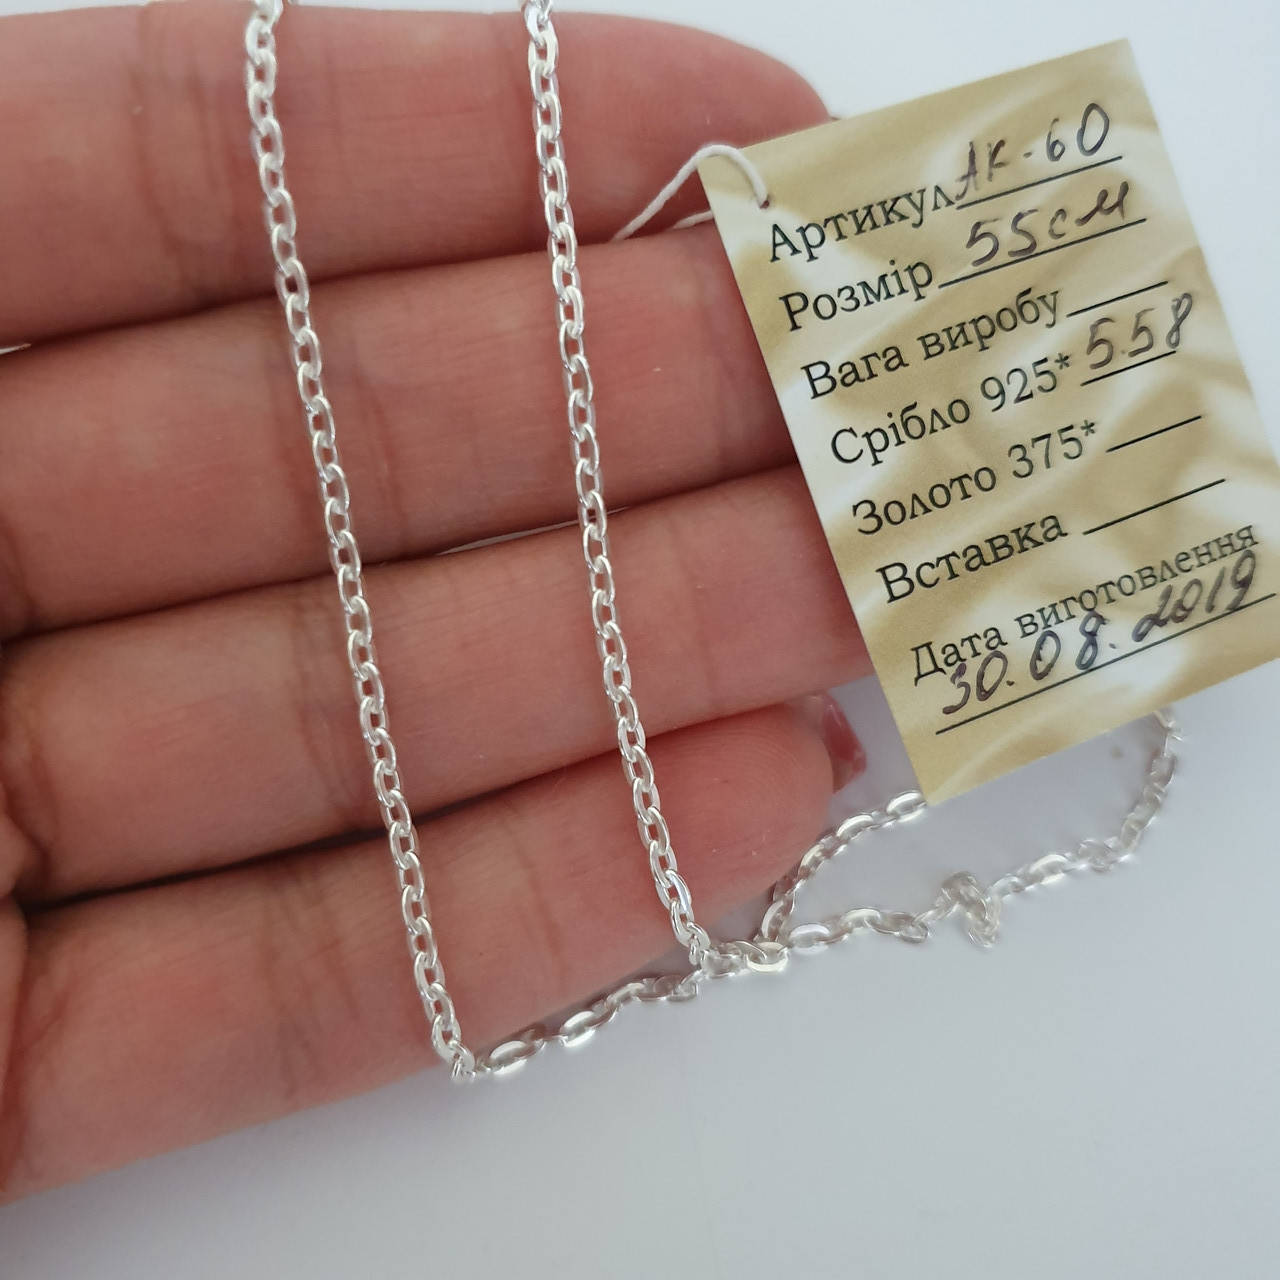 Артикул АК-60
Розмір 55см
Вага виробу
Срібло 925* 5.58
Золото 375*
Вставка
Дата виготовлення
30.08.2019